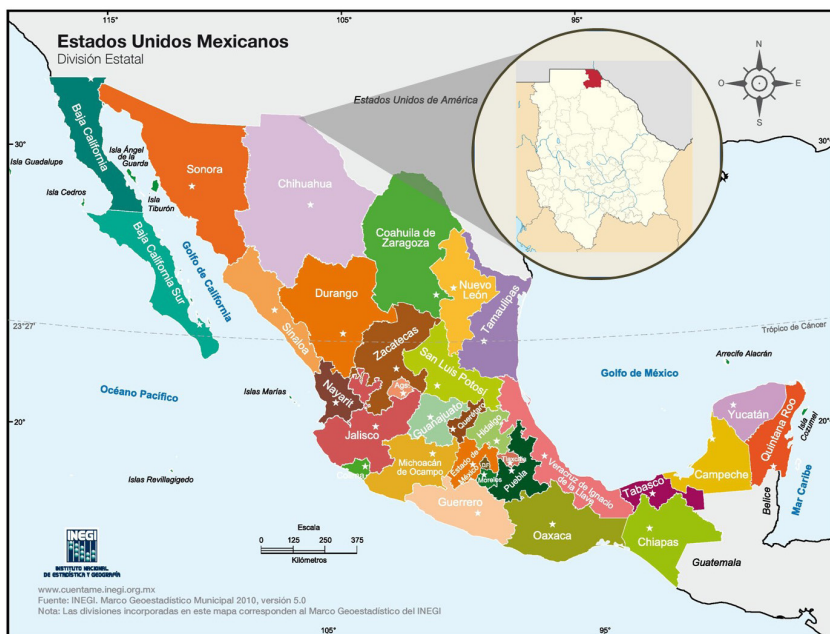 115°
105°
95°
Estados Unidos Mexicanos
División Estatal
N
O
E
S
Estados Unidos de América
30°
Isla Guadalupe
Isla Ángel
de la
Guarda
Isla Cedros
Isla
Tiburón
Baja California
Sonora
Chihuahua
Coahuila de
Zaragoza
Baja California Sur
Golfo de California
Nuevo
León
Durango
Tamaulipas
Sinaloa
23°27'
Trópico de Cáncer
Zacatecas
San Luis Potosí
Arrecife Alacrán
Océano Pacífico
Islas Marías
Nayarit
Ags.
Golfo de México
Yucatán
Quintana Roo
Isla
Cozumel
20°
20°
Guanajuato
Querétaro
Hidalgo
Jalisco
Veracruz de Ignacio
de la Llave
Michoacán
de Ocampo
Estado de
México
DF
Tlaxcala
Morelos
Puebla
Colima
Campeche
Tabasco
Belice
Mar Caribe
Islas Revillagigedo
Guerrero
Oaxaca
Chiapas
Guatemala
Escala
0 125 250 375
Kilómetros
INEGI
INSTITUTO NACIONAL
DE ESTADÍSTICA Y GEOGRAFÍA
www.cuentame.inegi.org.mx
Fuente: INEGI. Marco Geoestadístico Municipal 2010, versión 5.0
Nota: Las divisiones incorporadas en este mapa corresponden al Marco Geoestadístico del INEGI
105°
95°